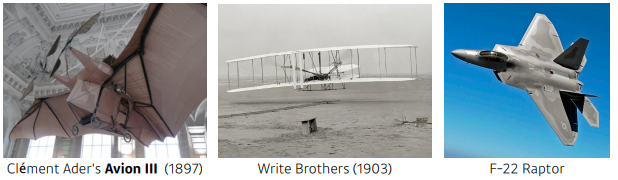 Clément Ader's Avion III (1897)
Write Brothers (1903)
F-22 Raptor